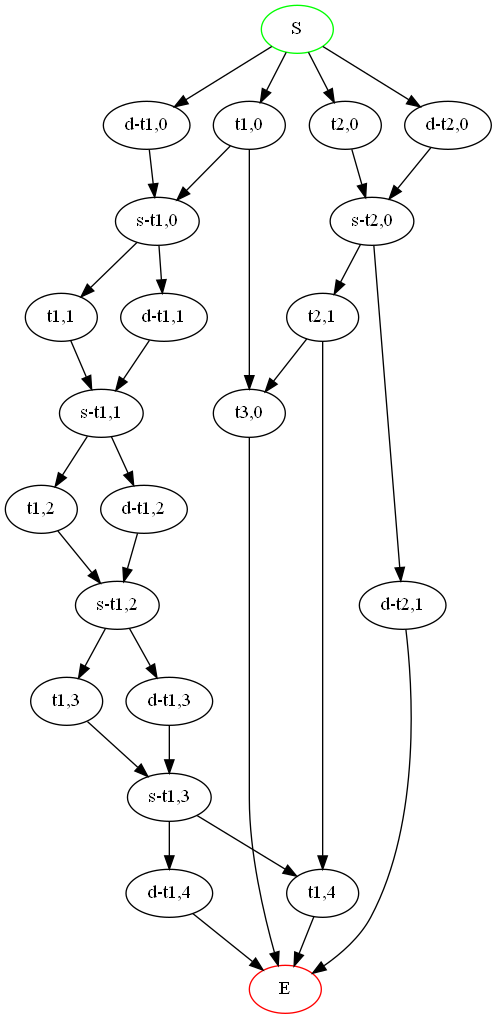 S
d-t1,0
t1,0
t2,0
d-t2,0
s-t1,0
s-t2,0
t1,1
d-t1,1
t2,1
s-t1,1
t3,0
t1,2
d-t1,2
s-t1,2
d-t2,1
t1,3
d-t1,3
s-t1,3
d-t1,4
t1,4
E